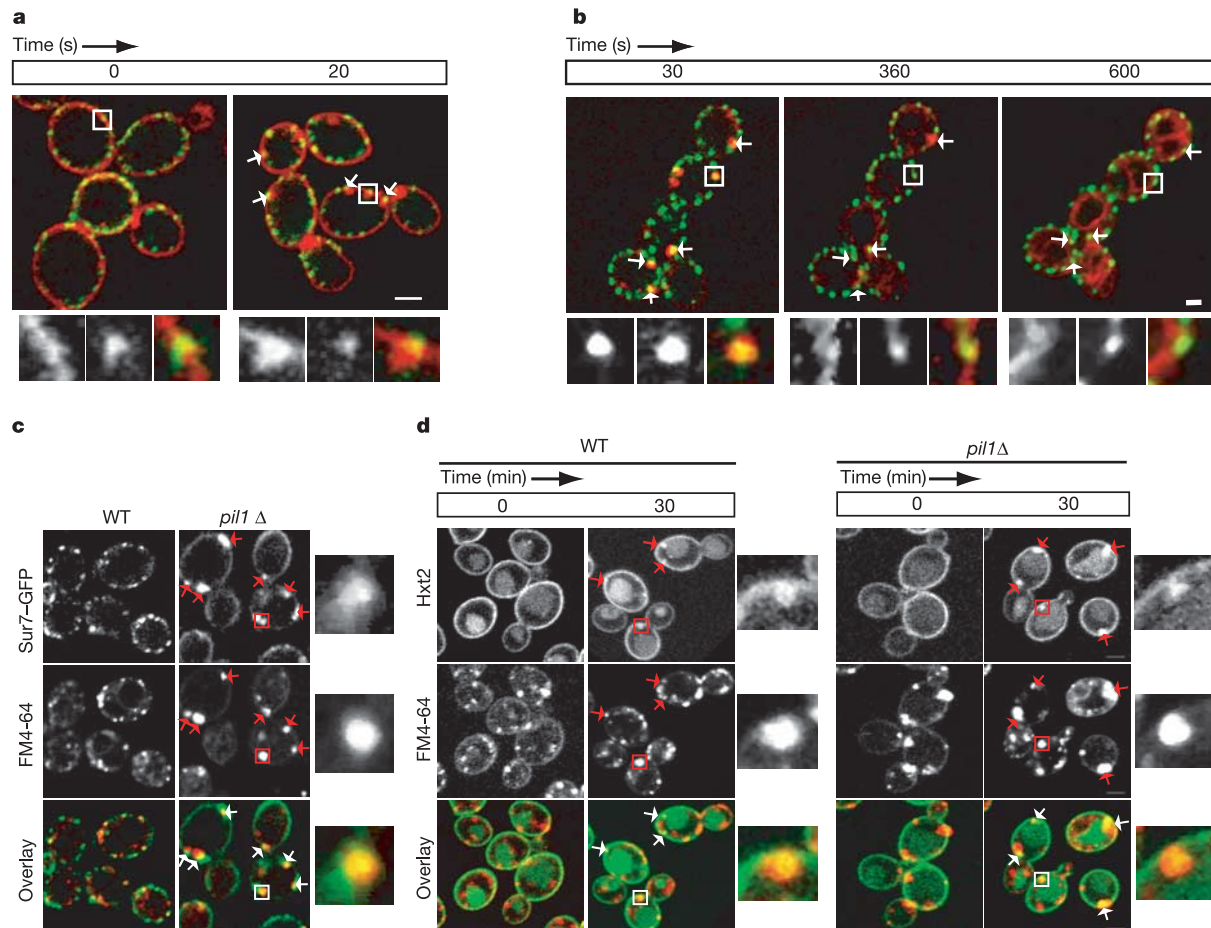 a
Time (s)
0 20
b
Time (s)
30 360 600
c
WT pil1 Δ
Sur7–GFP
FM4-64
Overlay
d
WT
Time (min)
0 30
pil1Δ
Time (min)
0 30
Hxt2
FM4-64
Overlay